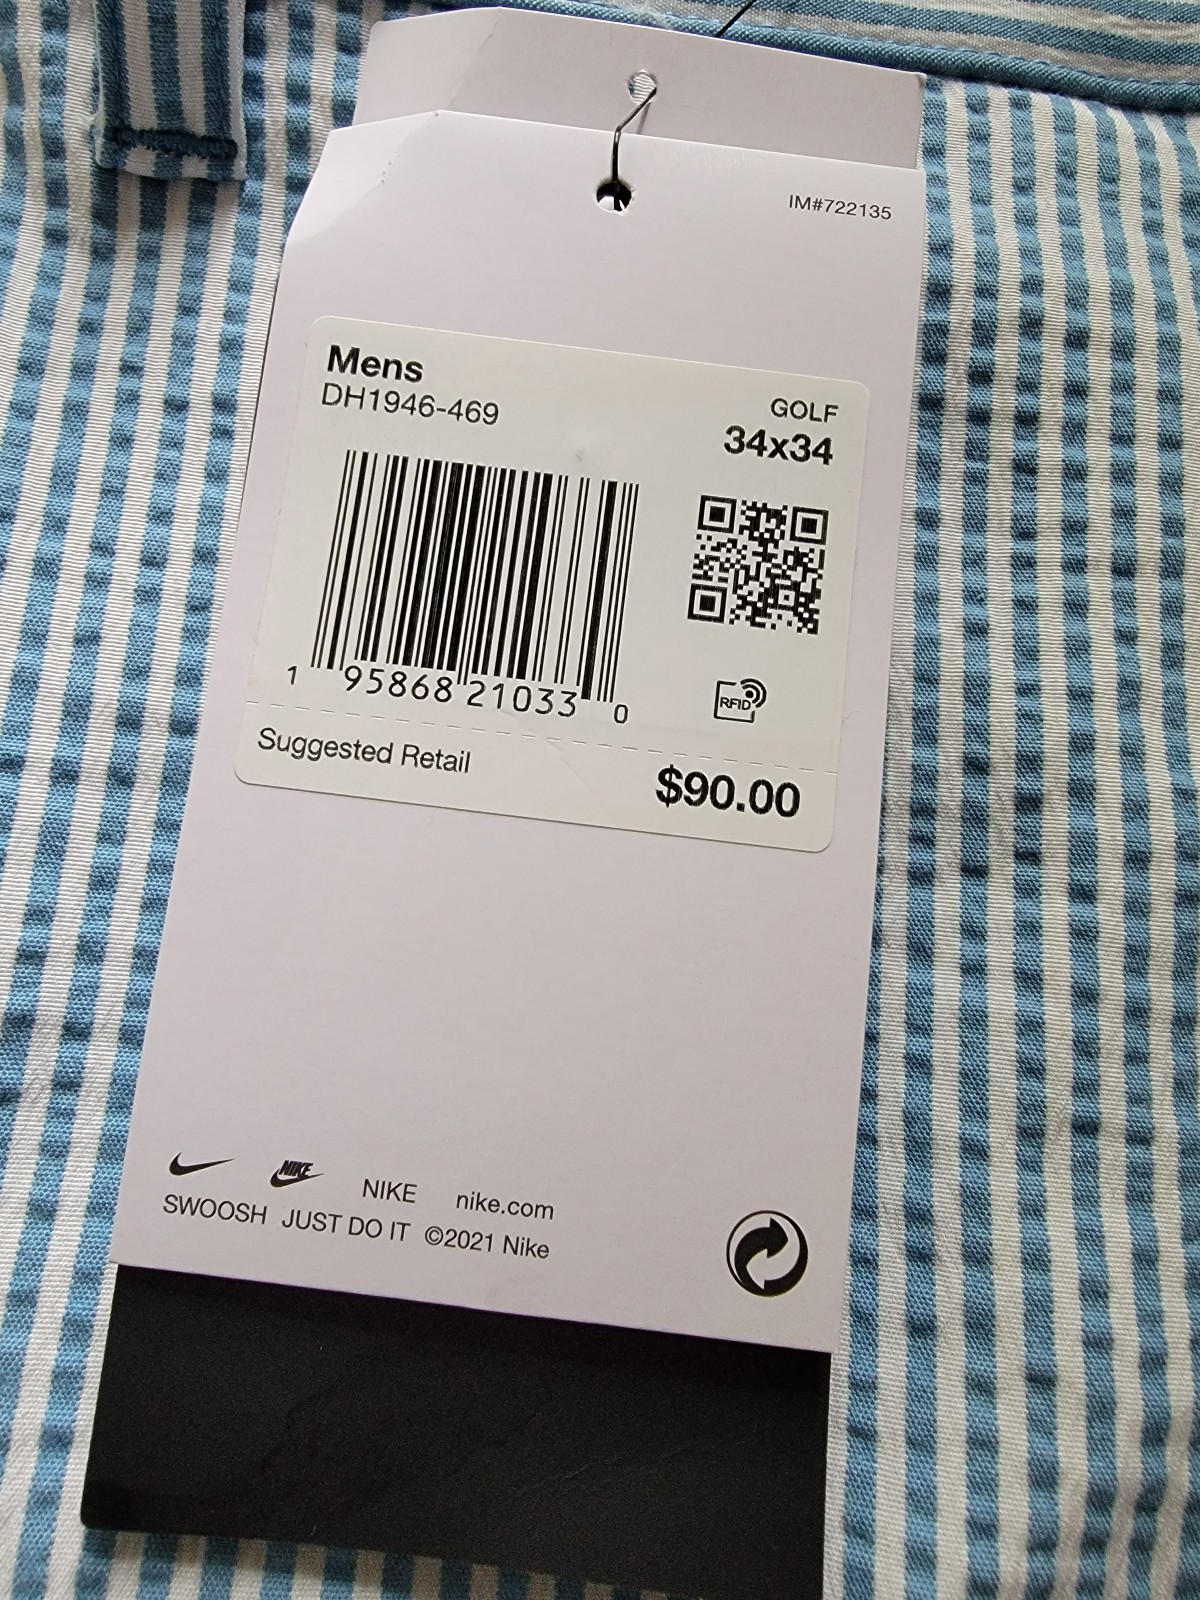 IM#722135
Mens
DH1946-469
GOLF
34x34
1 95868 21033 0
RFID
Suggested Retail
$90.00
NIKE NIKE nike.com
SWOOSH JUST DO IT ©2021 Nike